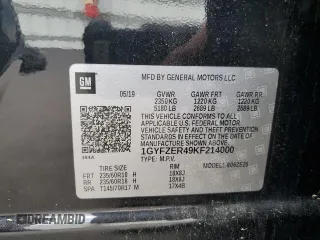 GM
MFD BY GENERAL MOTORS LLC
05/19 GVWR GAWR FRT GAWR RR
2350 KG 1220 KG 1220 KG
5180 LB 2689 LB 2689 LB
THIS VEHICLE CONFORMS TO ALL APPLICABLE
U.S. FEDERAL MOTOR VEHICLE SAFETY, BUMPER,
AND THEFT PREVENTION STANDARDS IN EFFECT ON
THE DATE OF MANUFACTURE SHOWN ABOVE.
1GYFZER49KF214000
TYPE: M.P.V.
TIRE SIZE RIM
FRT 235/60R18 H 18X8J
RR 235/60R18 H 18X8J
SPA T145/70R17 M 17X4B